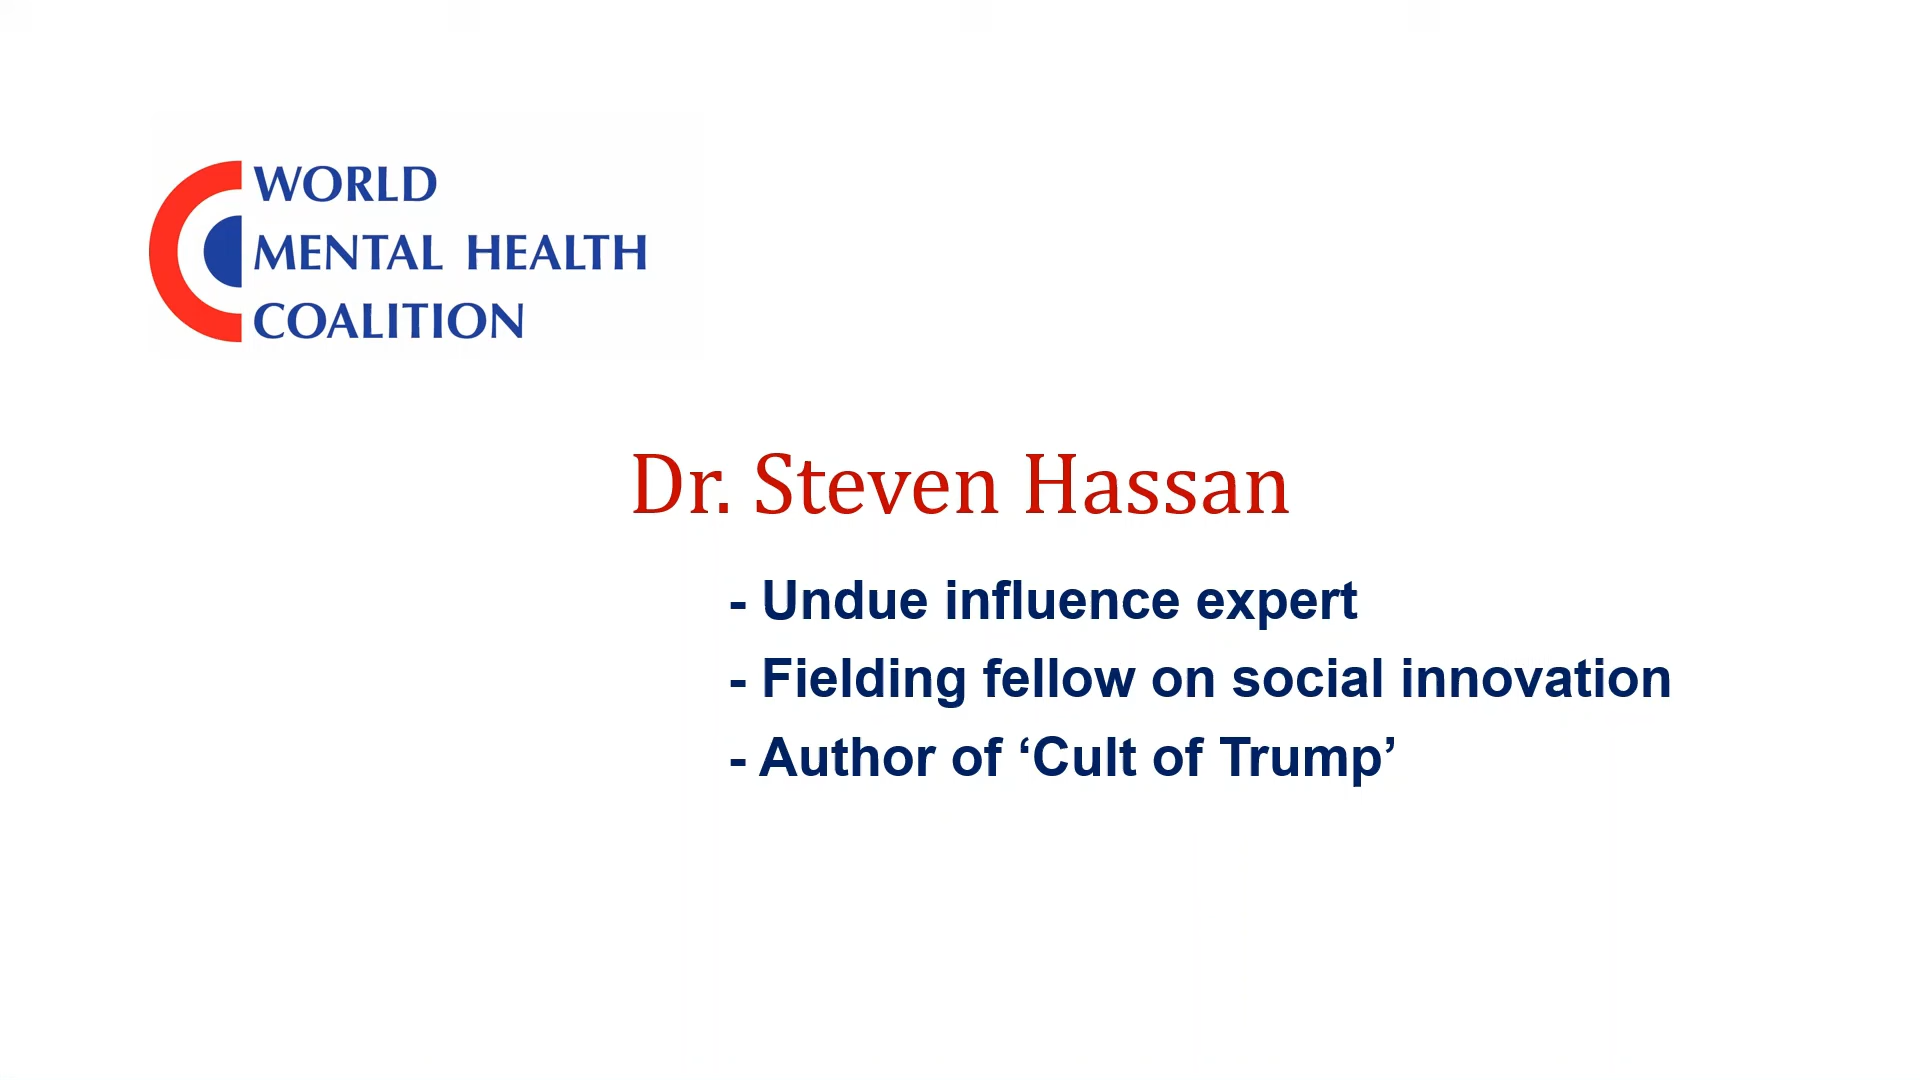 WORLD
MENTAL HEALTH
COALITION
Dr. Steven Hassan
- Undue influence expert
- Fielding fellow on social innovation
- Author of ‘Cult of Trump’